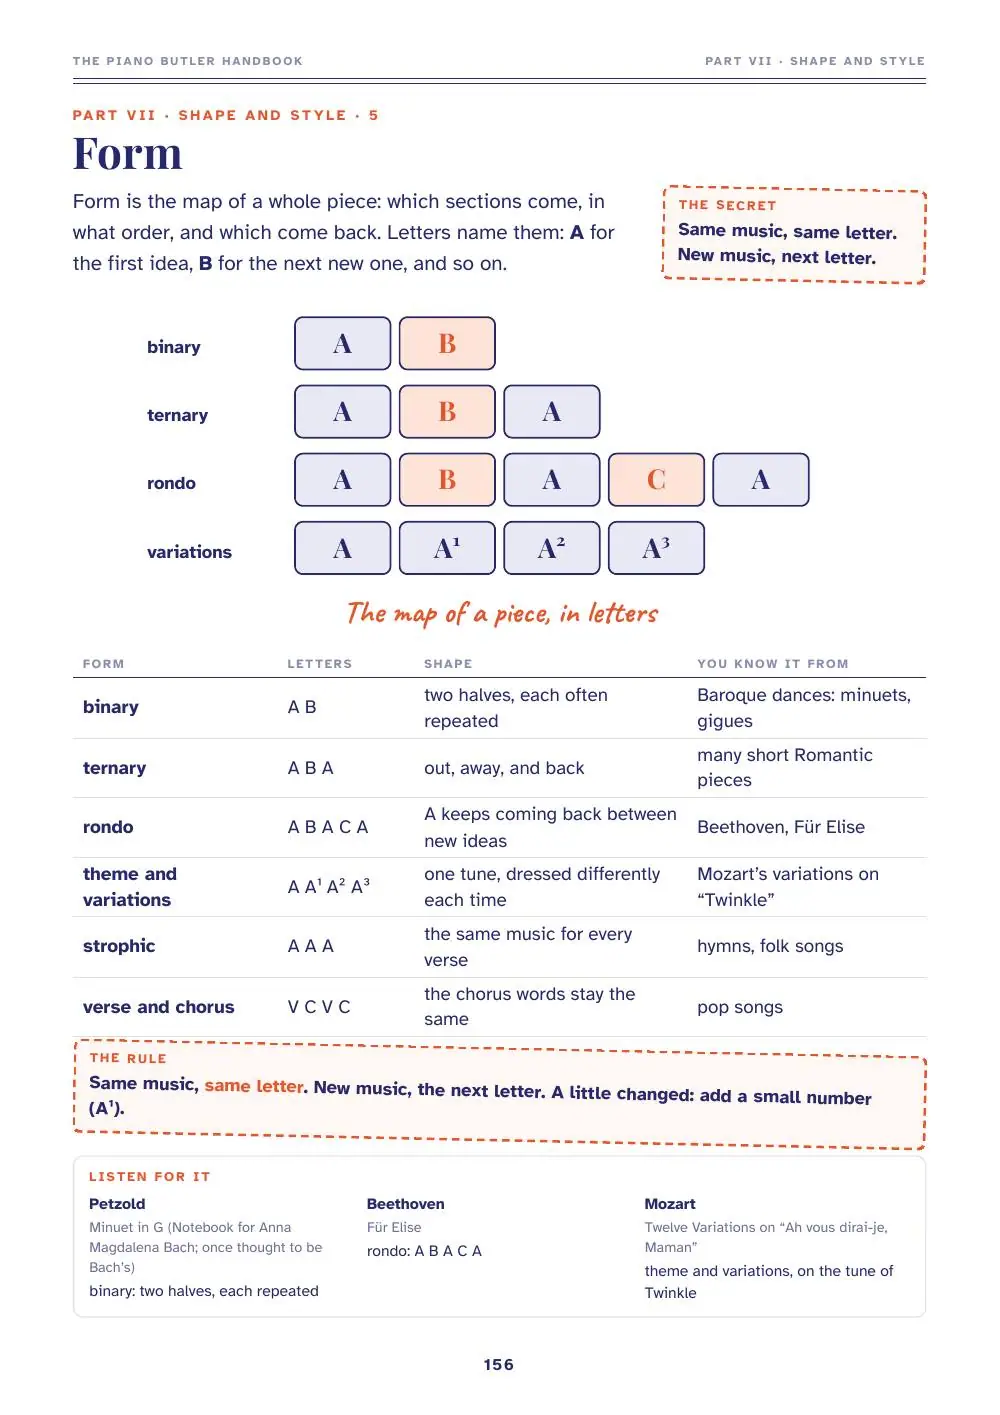 THE PIANO BUTLER HANDBOOK
PART VII · SHAPE AND STYLE
PART VII · SHAPE AND STYLE · 5
Form
Form is the map of a whole piece: which sections come, in
what order, and which come back. Letters name them: A for
the first idea, B for the next new one, and so on.
THE SECRET
Same music, same letter.
New music, next letter.
binary A B
ternary A B A
rondo A B A C A
variations A A¹ A² A³
The map of a piece, in letters
FORM LETTERS SHAPE YOU KNOW IT FROM
binary A B two halves, each often
repeated
Baroque dances: minuets,
gigues
ternary A B A out, away, and back
many short Romantic
pieces
rondo A B A C A
A keeps coming back between
new ideas
Beethoven, Für Elise
theme and
variations
A A¹ A² A³
one tune, dressed differently
each time
Mozart’s variations on
“Twinkle”
strophic A A A
the same music for every
verse
hymns, folk songs
verse and chorus V C V C
the chorus words stay the
same
pop songs
THE RULE
Same music, same letter. New music, the next letter. A little changed: add a small number
(A¹).
LISTEN FOR IT
Petzold
Minuet in G (Notebook for Anna
Magdalena Bach; once thought to be
Bach’s)
binary: two halves, each repeated
Beethoven
Für Elise
rondo: A B A C A
Mozart
Twelve Variations on “Ah vous dirai-je,
Maman”
theme and variations, on the tune of
Twinkle
156